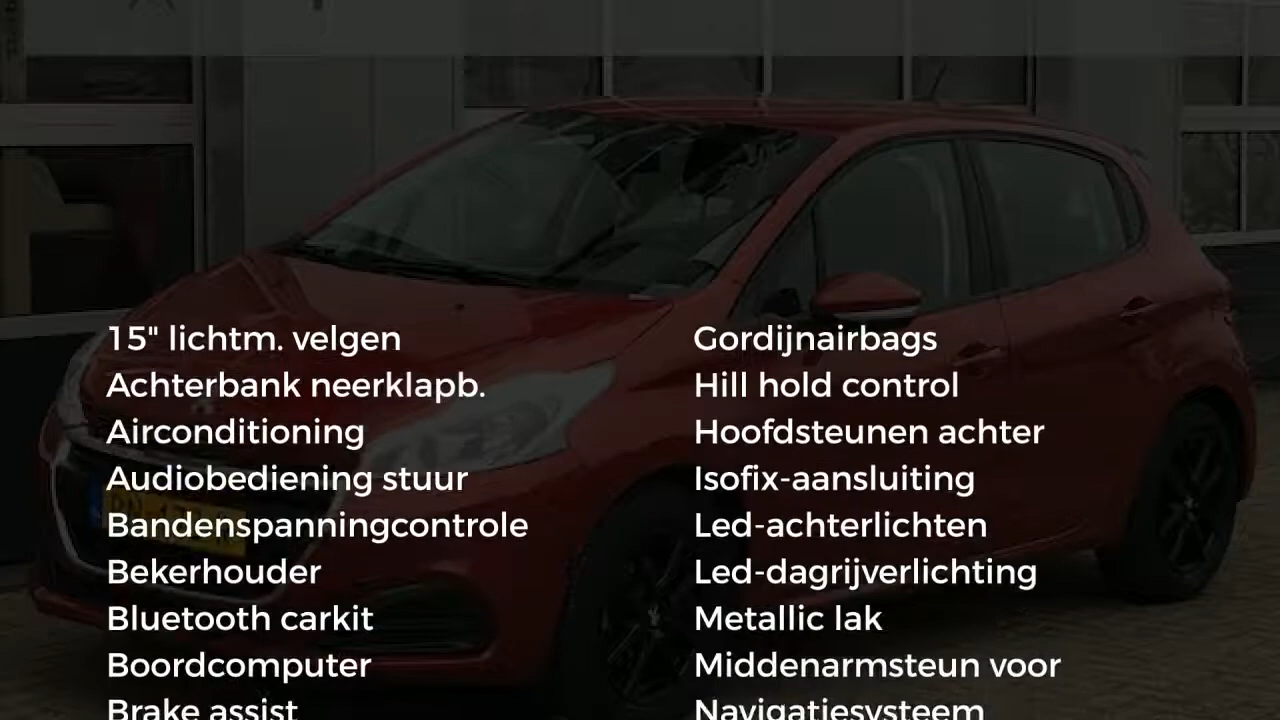 15" lichtm. velgen
Achterbank neerklapb.
Airconditioning
Audiobediening stuur
Bandenspanningcontrole
Bekerhouder
Bluetooth carkit
Boordcomputer
Brake assist
Gordijnairbags
Hill hold control
Hoofdsteunen achter
Isofix-aansluiting
Led-achterlichten
Led-dagrijverlichting
Metallic lak
Middenarmsteun voor
Navigatiesysteem